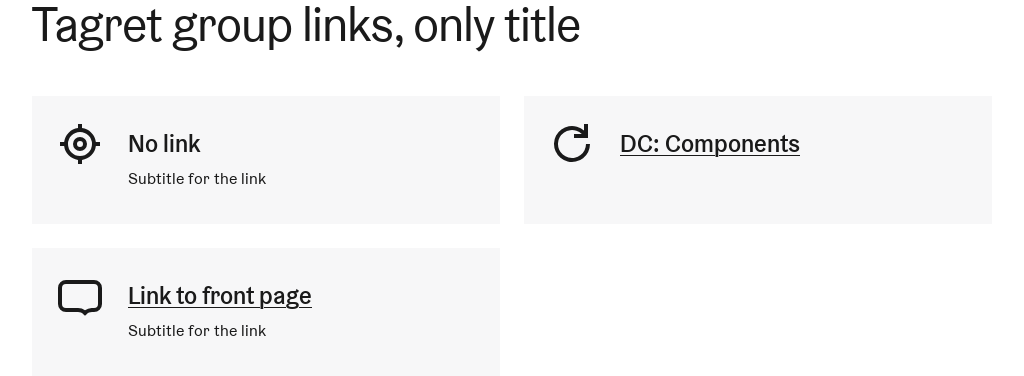 Tagret group links, only title
No link
Subtitle for the link
DC: Components
Link to front page
Subtitle for the link